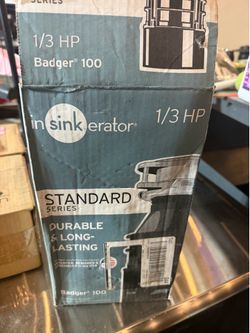 SERIES
1/3 HP
Badger® 100
insinkerator®
1/3 HP
STANDARD
SERIES
DURABLE
& LONG-
LASTING
Badger® 100